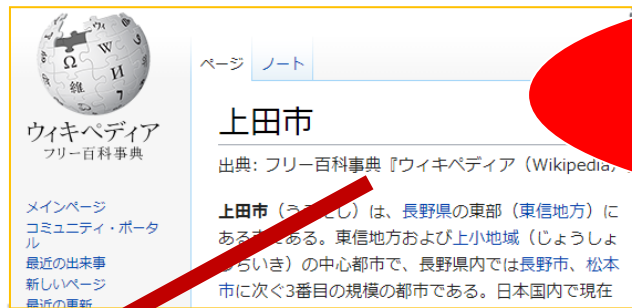 ウィキペディア
フリー百科事典
メインページ
コミュニティ・ポータ
ル
最近の出来事
新しいページ
最近の更新
ページ ノート
上田市
出典: フリー百科事典『ウィキペディア（Wikipedia）
上田市（し）は、長野県の東部（東信地方）に
ある である。東信地方および上小地域（じょうしょ
ちいき）の中心都市で、長野県内では長野市、松本
市に次ぐ3番目の規模の都市である。日本国内で現在